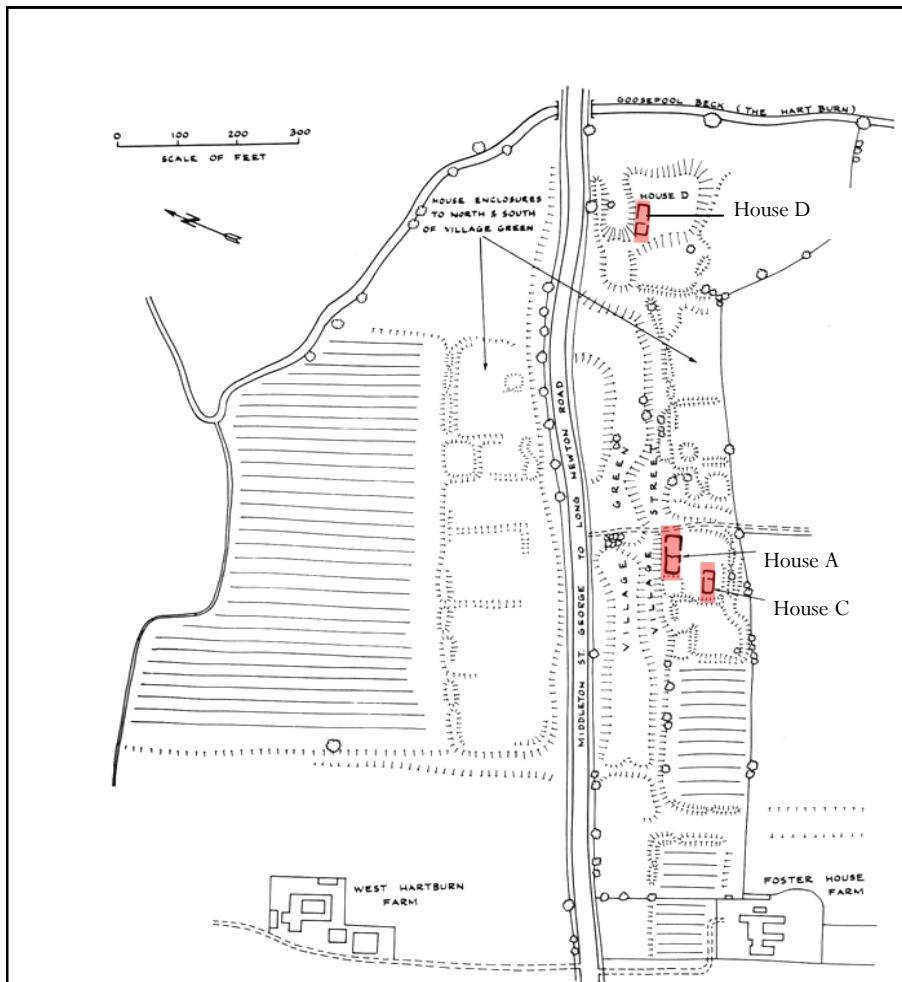 GOOSEPOOL BECK (THE HART BURN)
0 100 200 300
SCALE OF FEET
N
HOUSE ENCLOSURES
TO NORTH & SOUTH
OF VILLAGE GREEN
HOUSE D
House D
MIDDLETON ST. GEORGE TO LONG NEWTON ROAD
VILLAGE GREEN
VILLAGE STREET
House A
House C
WEST HARTBURN
FARM
FOSTER HOUSE
FARM